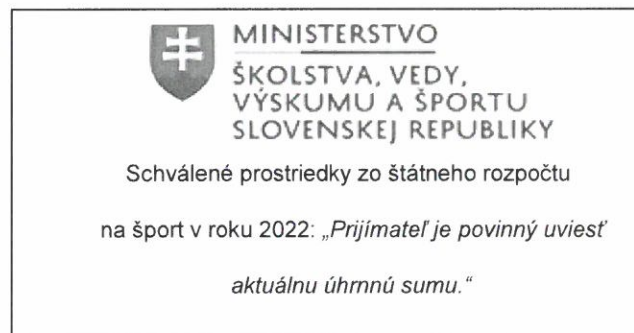 MINISTERSTVO
ŠKOLSTVA, VEDY,
VÝSKUMU A ŠPORTU
SLOVENSKEJ REPUBLIKY
Schválené prostriedky zo štátneho rozpočtu
na šport v roku 2022: „Prijímateľ je povinný uviesť
aktuálnu úhrnnú sumu.“